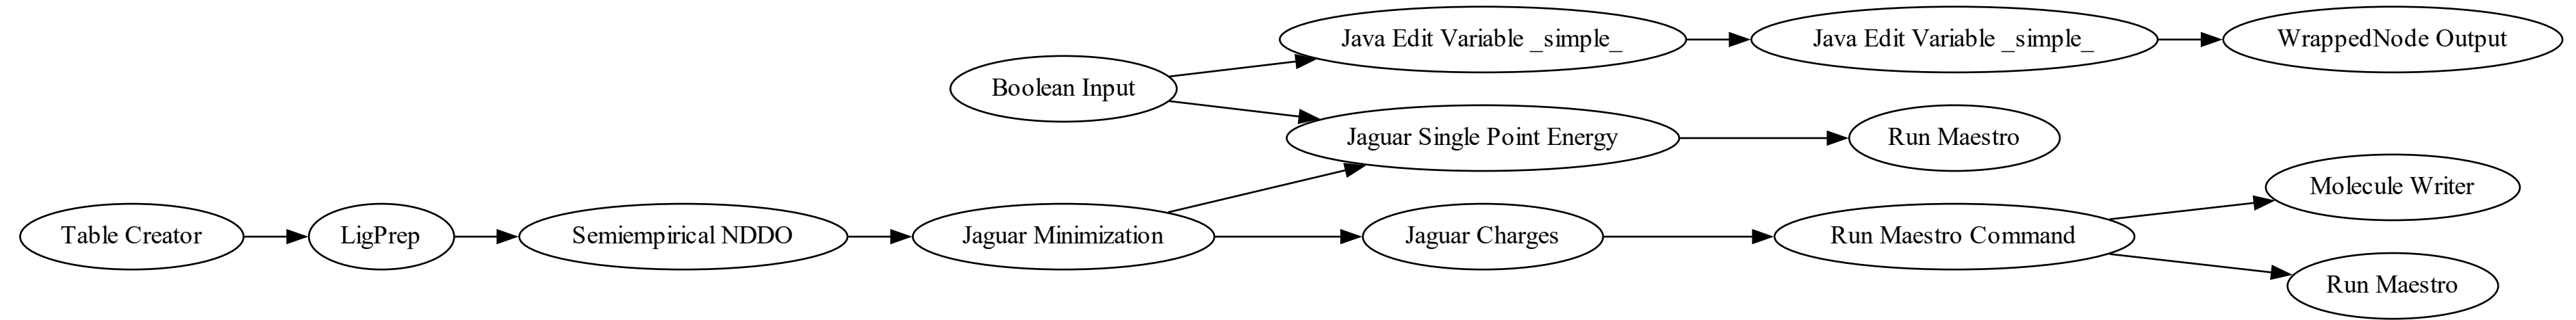 Java Edit Variable _simple_
Java Edit Variable _simple_
WrappedNode Output
Boolean Input
Jaguar Single Point Energy
Run Maestro
Molecule Writer
Table Creator
LigPrep
Semiempirical NDDO
Jaguar Minimization
Jaguar Charges
Run Maestro Command
Run Maestro